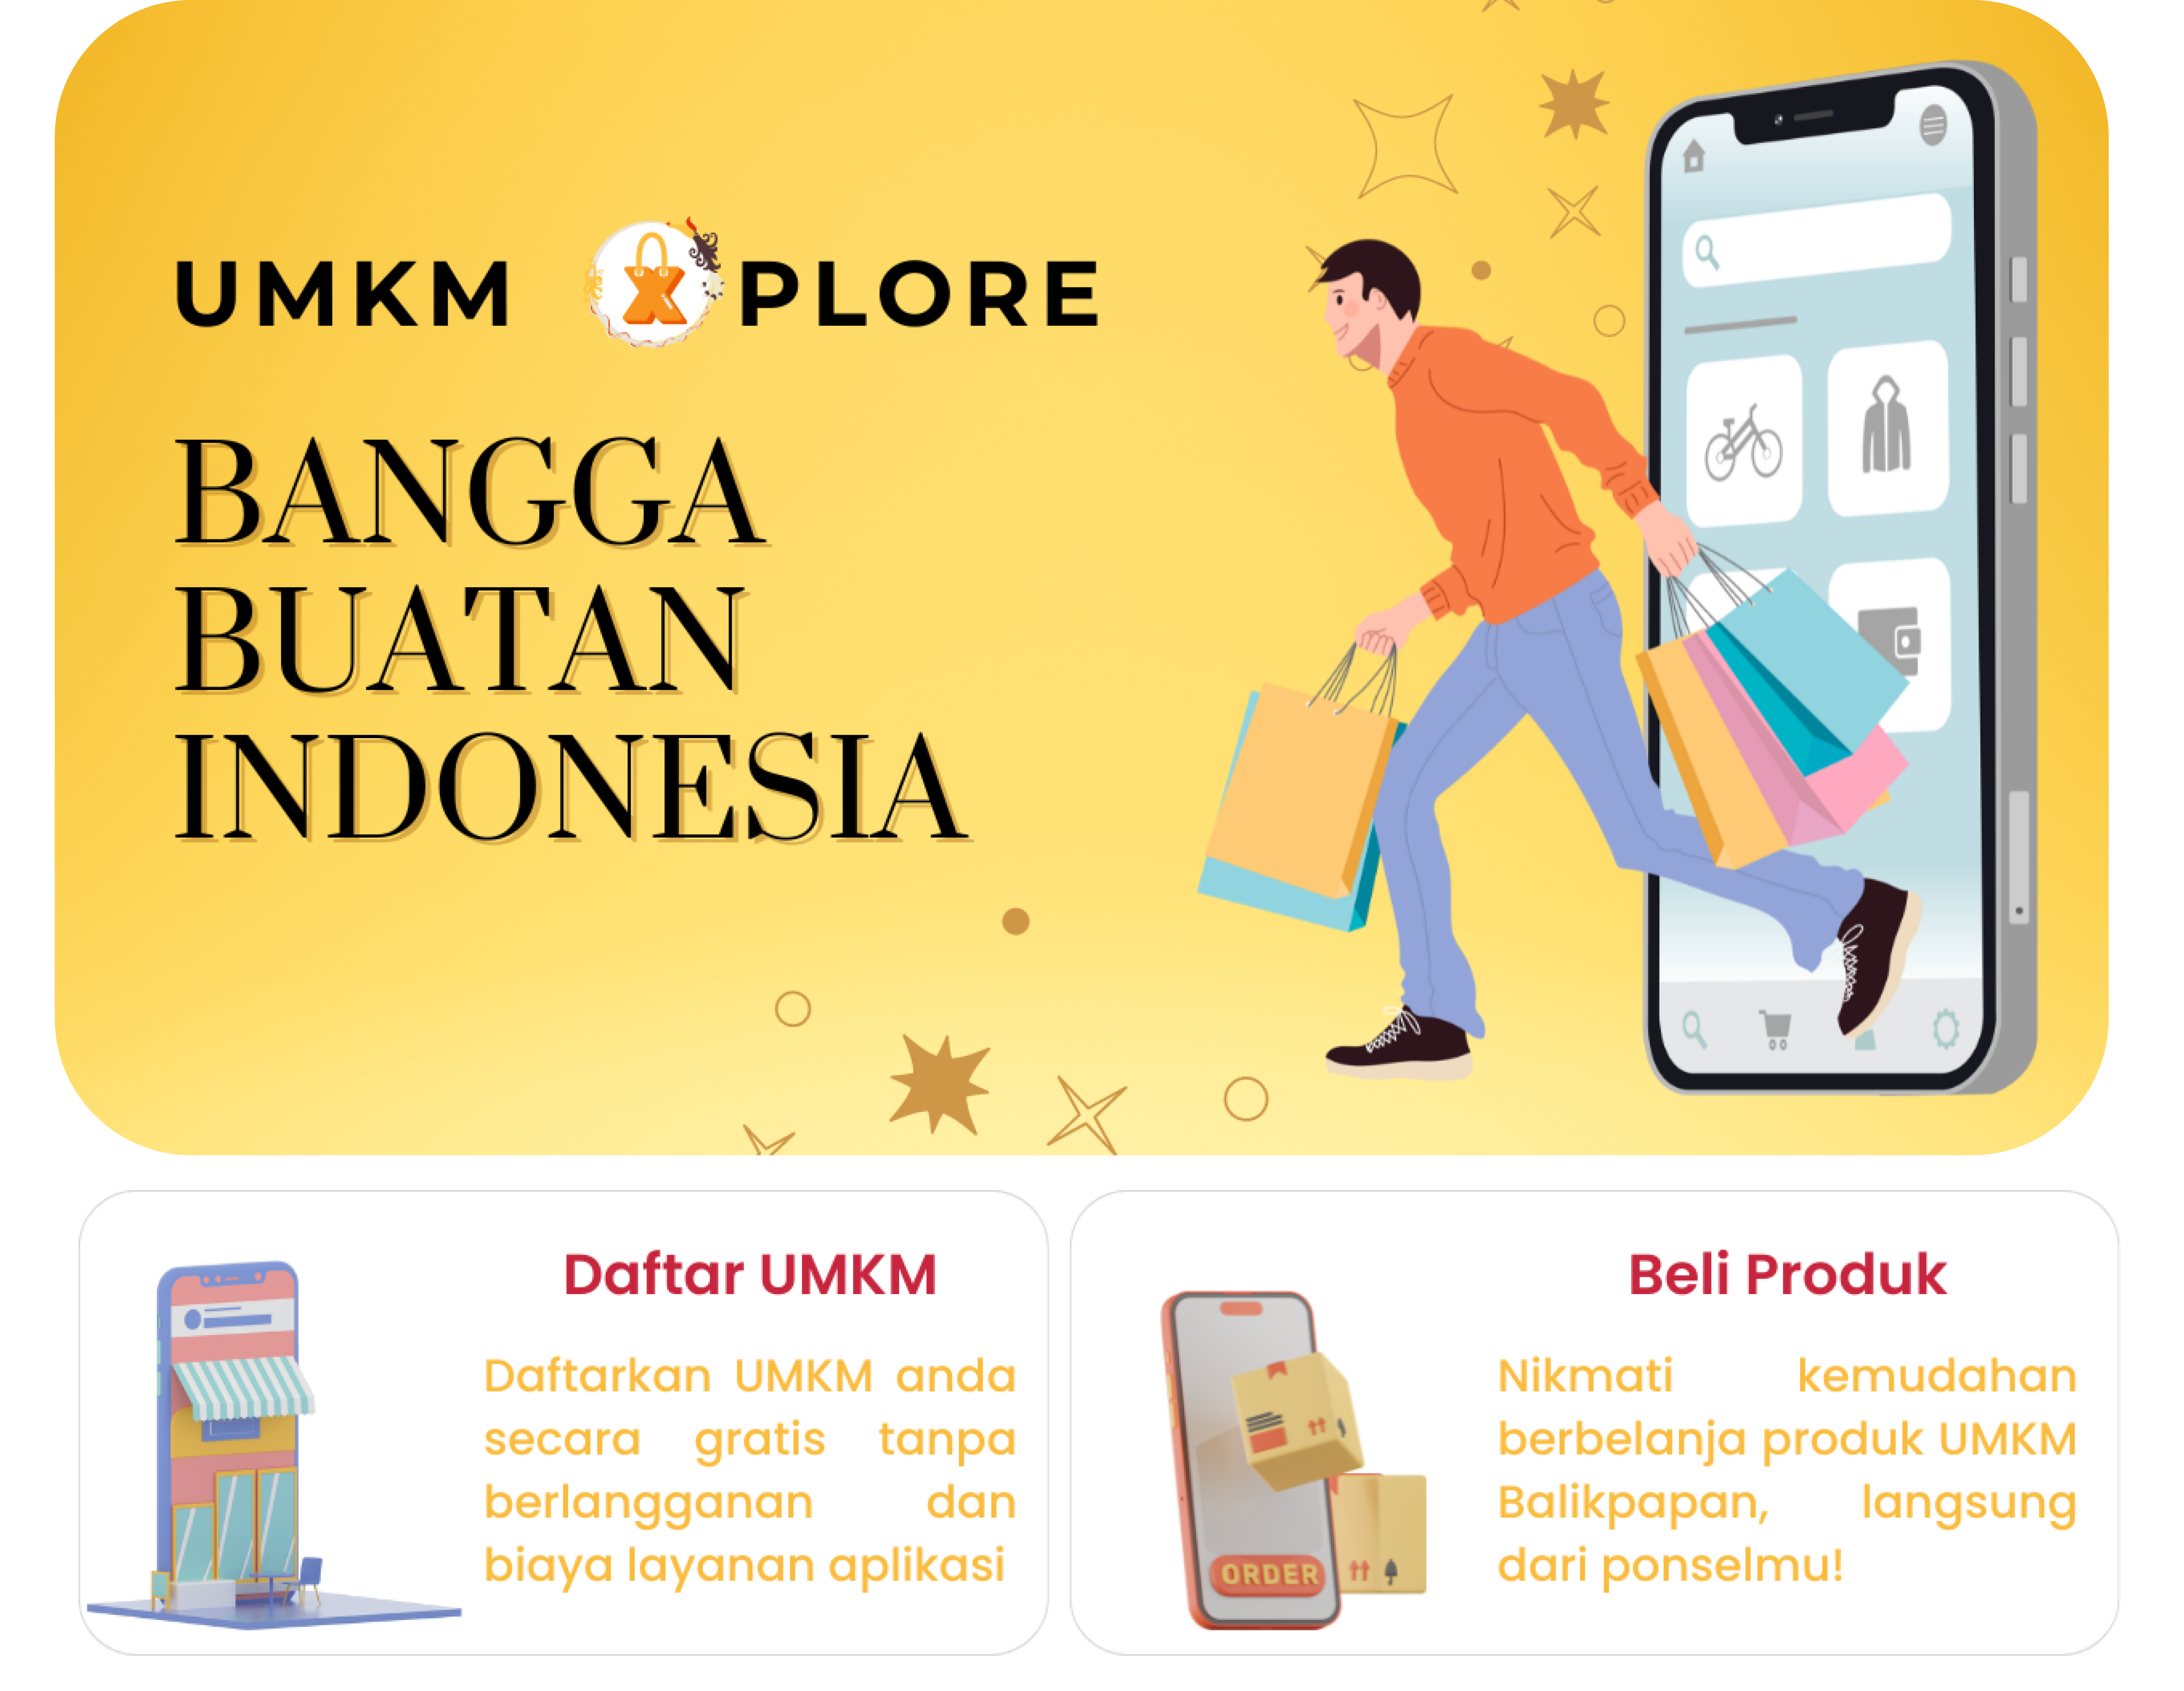 UMKM XPLORE
BANGGA
BUATAN
INDONESIA
Daftar UMKM
Daftarkan UMKM anda
secara gratis tanpa
berlangganan dan
biaya layanan aplikasi
Beli Produk
Nikmati kemudahan
berbelanja produk UMKM
Balikpapan, langsung
dari ponselmu!
ORDER